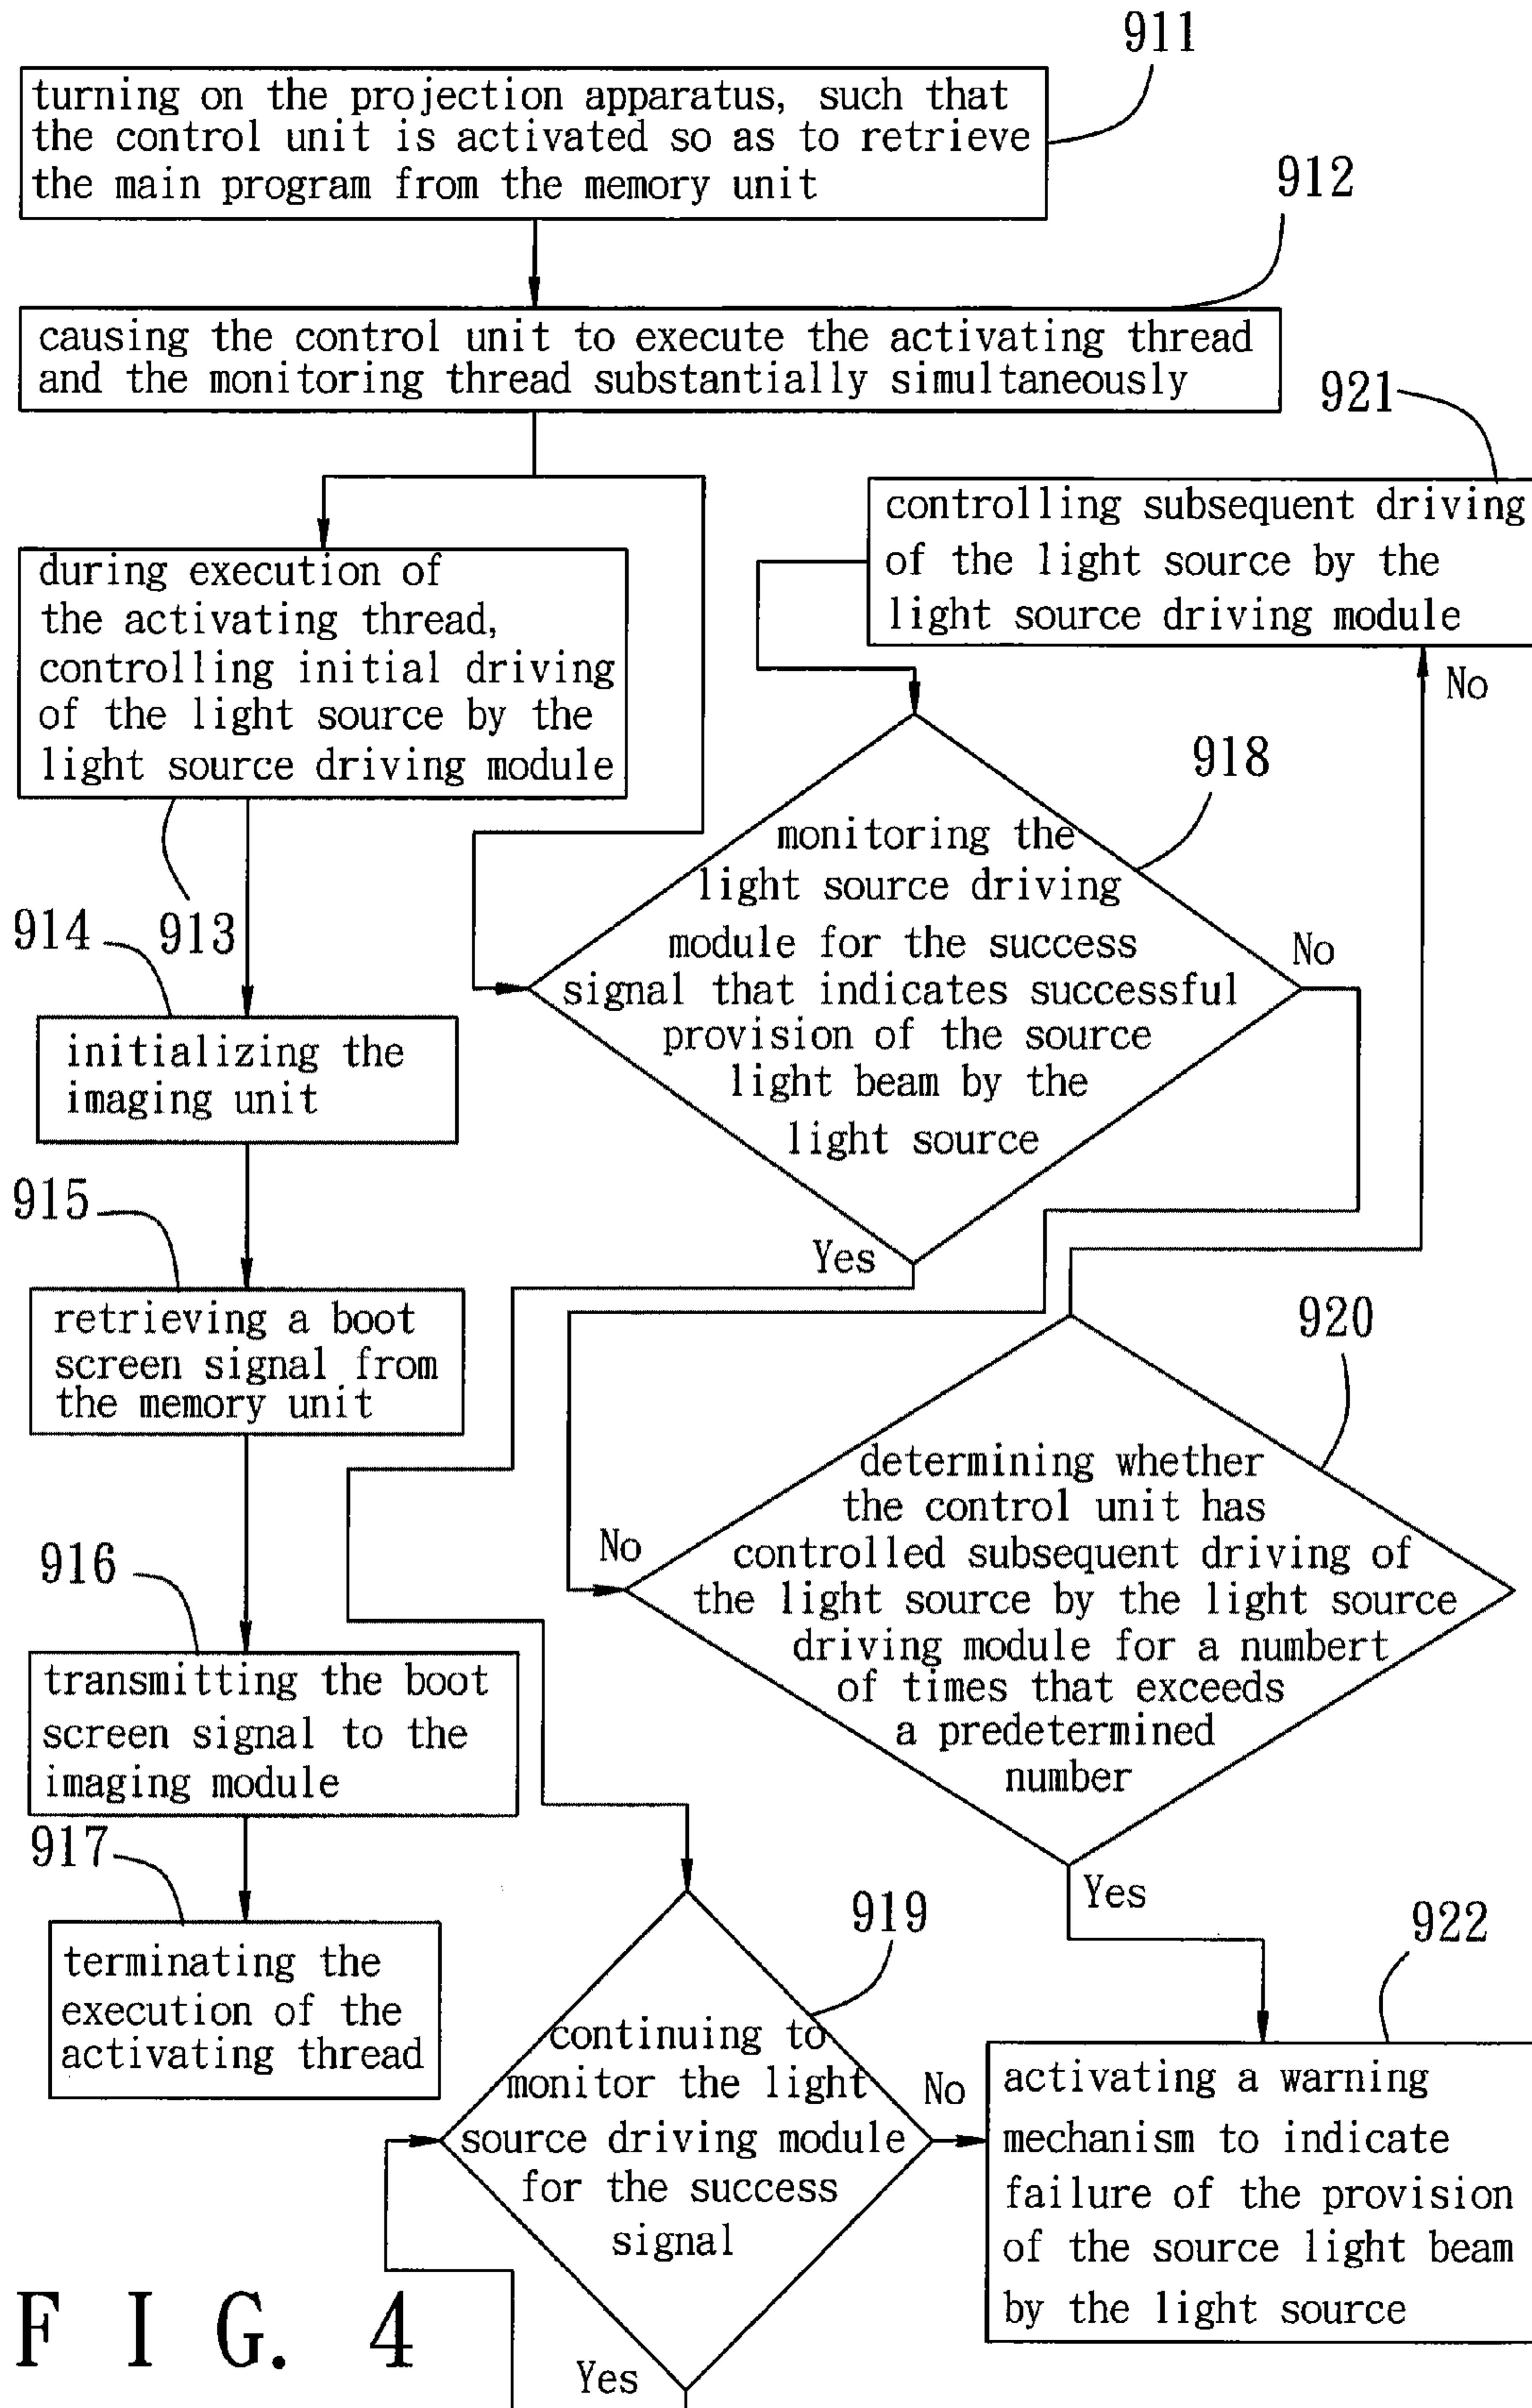 911
turning on the projection apparatus, such that
the control unit is activated so as to retrieve
the main program from the memory unit
912
causing the control unit to execute the activating thread
and the monitoring thread substantially simultaneously
921
controlling subsequent driving
of the light source by the
light source driving module
No
during execution of
the activating thread,
controlling initial driving
of the light source by the
light source driving module
913
918
monitoring the
light source driving
module for the success
signal that indicates successful
provision of the source
light beam by the
light source
No
Yes
914
initializing the
imaging unit
915
retrieving a boot
screen signal from
the memory unit
920
No
determining whether
the control unit has
controlled subsequent driving of
the light source by the light source
driving module for a numbert
of times that exceeds
a predetermined
number
Yes
916
transmitting the boot
screen signal to the
imaging module
917
terminating the
execution of the
activating thread
919
continuing to
monitor the light
source driving module
for the success
signal
No
Yes
922
activating a warning
mechanism to indicate
failure of the provision
of the source light beam
by the light source
FIG. 4